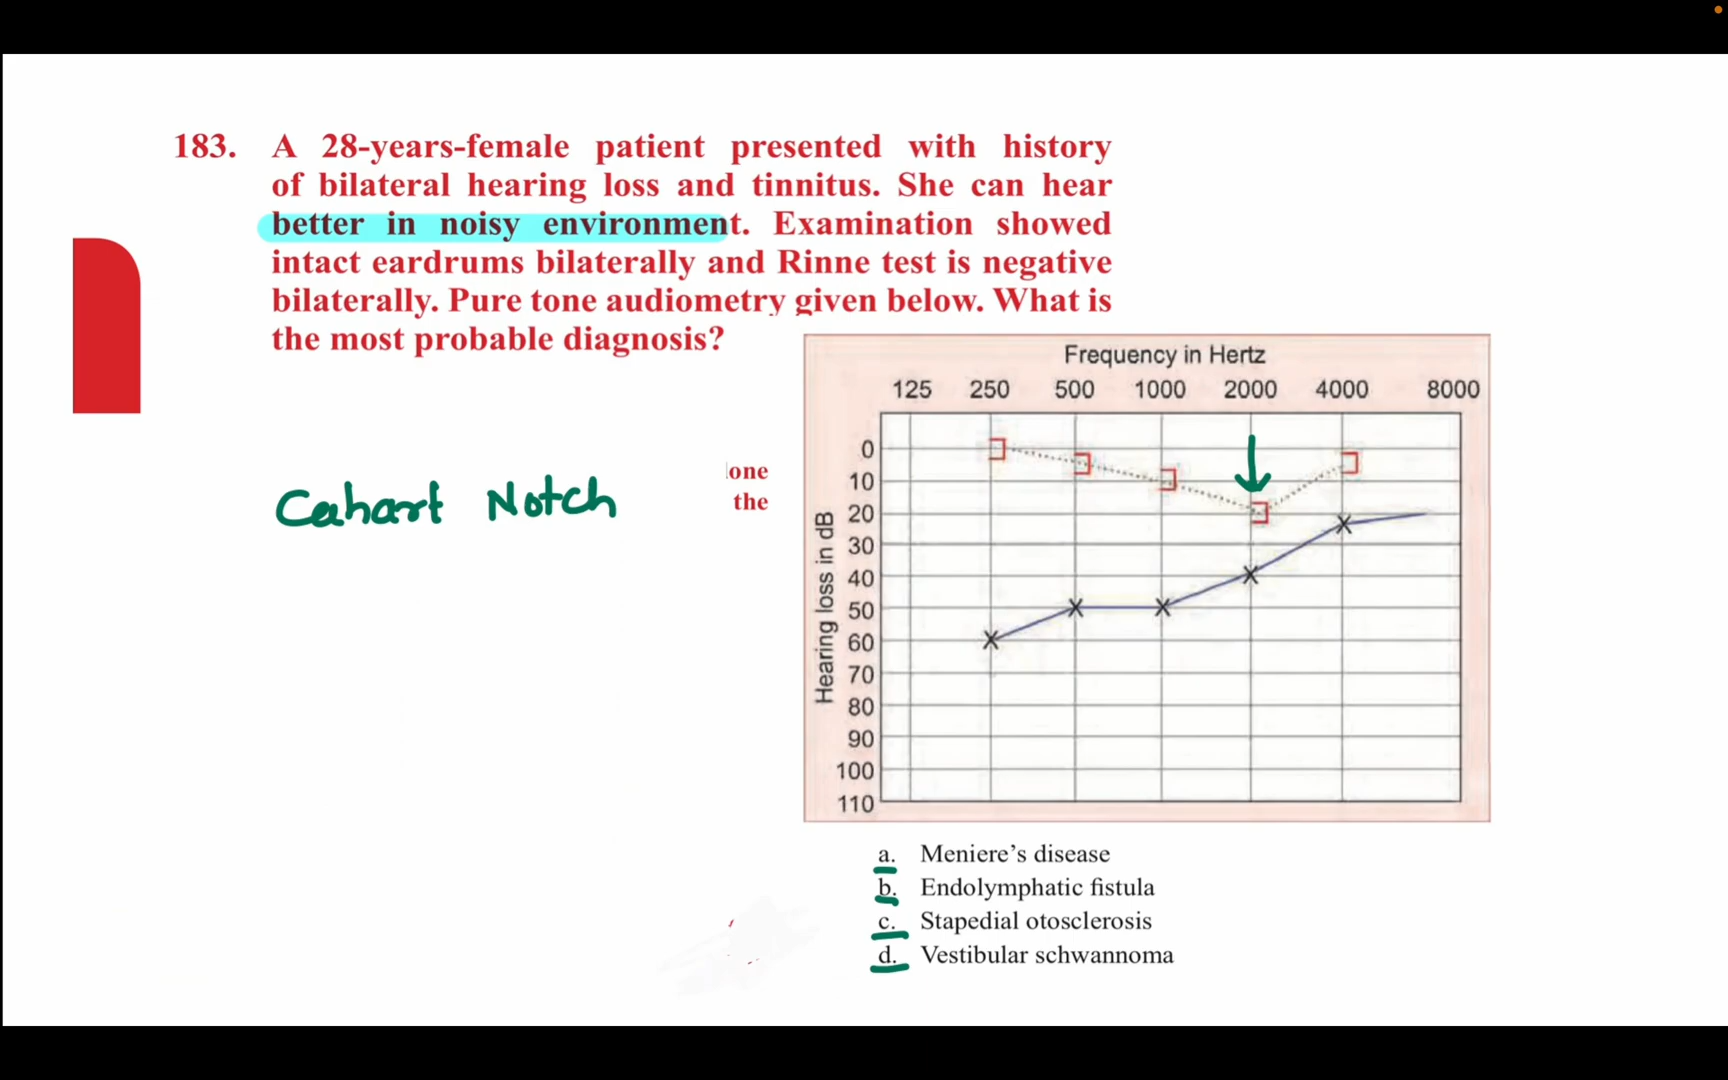 183. A 28-years-female patient presented with history
of bilateral hearing loss and tinnitus. She can hear
better in noisy environment. Examination showed
intact eardrums bilaterally and Rinne test is negative
bilaterally. Pure tone audiometry given below. What is
the most probable diagnosis?
Cahart Notch
one
the
Frequency in Hertz
125 250 500 1000 2000 4000 8000
Hearing loss in dB
0
10
20
30
40
50
60
70
80
90
100
110
a. Meniere’s disease
b. Endolymphatic fistula
c. Stapedial otosclerosis
d. Vestibular schwannoma